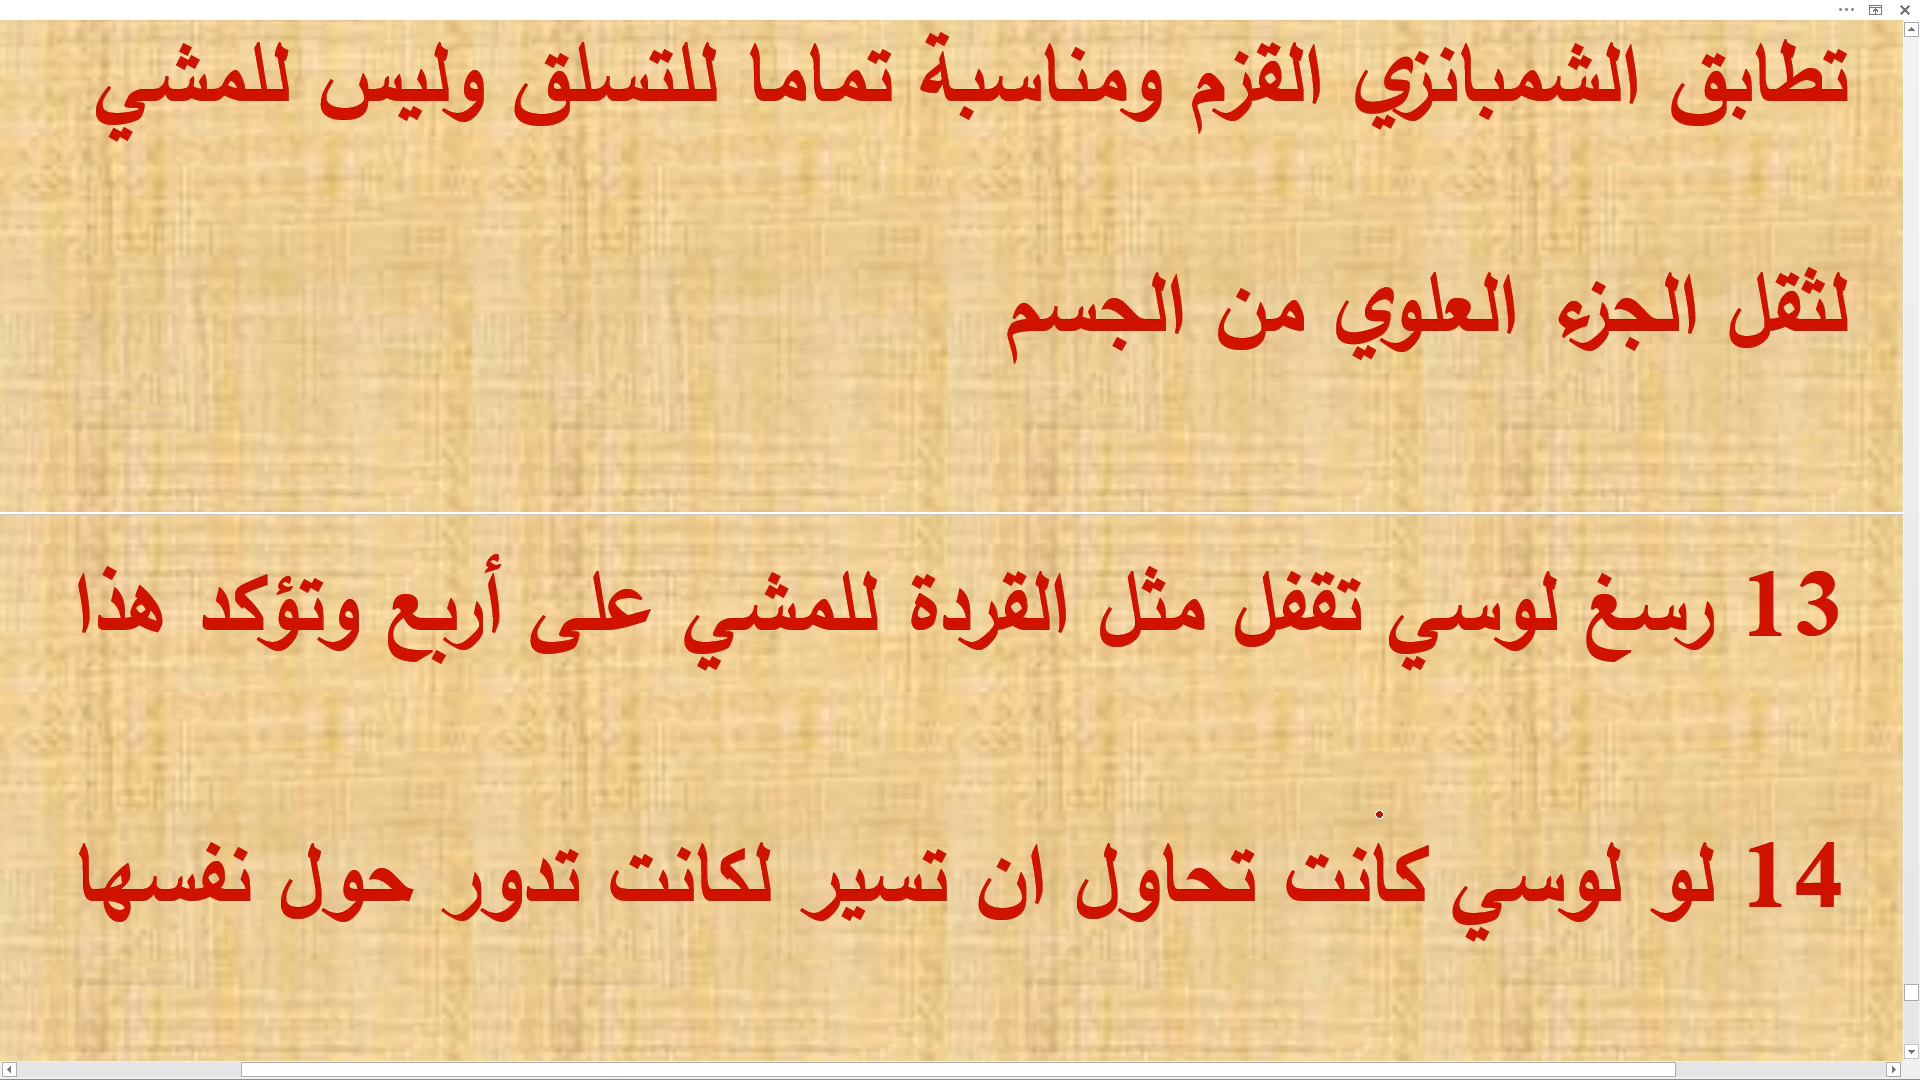 تطابق الشمبانزي القزم ومناسبة تماما للتسلق وليس للمشي
لثقل الجزء العلوي من الجسم
13 رسغ لوسي تقفل مثل القردة للمشي على أربع وتؤكد هذا
14 لو لوسي كانت تحاول ان تسير لكانت تدور حول نفسها